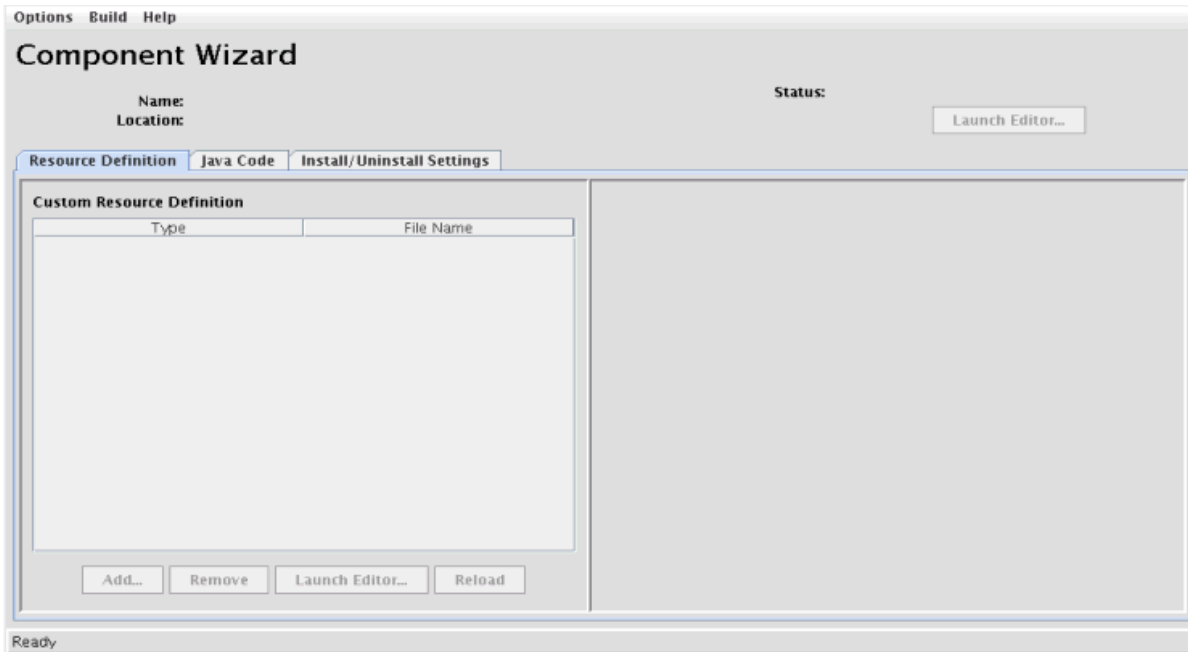 Options Build Help
Component Wizard
Name:
Status:
Location:
Launch Editor...
Resource Definition Java Code Install/Uninstall Settings
Custom Resource Definition
Type File Name
Add... Remove Launch Editor... Reload
Ready